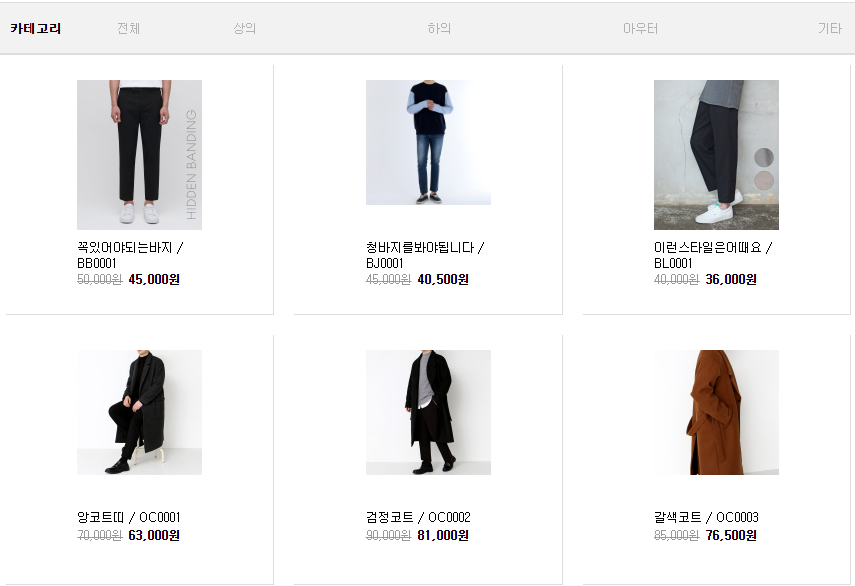 카테고리 전체 상의 하의 아우터 기타
HIDDEN BANDING
꼭있어야되는바지 /
BB0001
50,000원 45,000원
청바지를봐야됩니다 /
BJ0001
45,000원 40,500원
이런스타일은어때요 /
BL0001
40,000원 36,000원
앙코트띠 / OC0001
70,000원 63,000원
검정코트 / OC0002
90,000원 81,000원
갈색코트 / OC0003
85,000원 76,500원